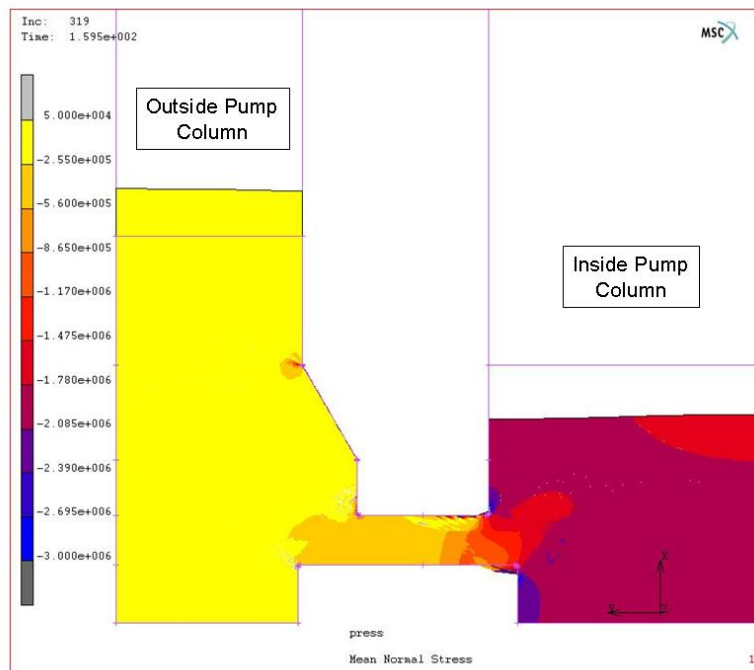 Inc: 319
Time: 1.595e+002
MSC
Outside Pump
Column
Inside Pump
Column
5.000e+004
-2.550e+005
-5.600e+005
-8.650e+005
-1.170e+006
-1.475e+006
-1.780e+006
-2.085e+006
-2.390e+006
-2.695e+006
-3.000e+006
X
Y
Z
press
Mean Normal Stress
1